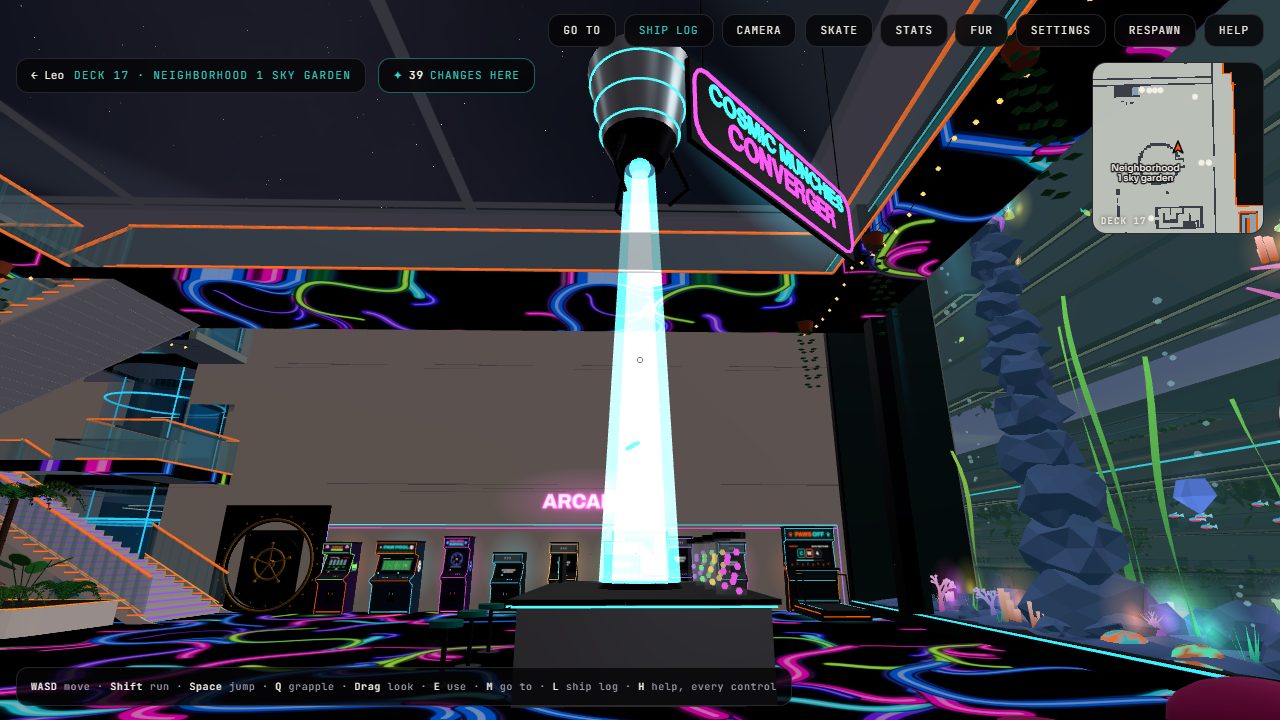 GO TO
SHIP LOG
CAMERA
SKATE
STATS
FUR
SETTINGS
RESPAWN
HELP
← Leo DECK 17 · NEIGHBORHOOD 1 SKY GARDEN
✦ 39 CHANGES HERE
COSMIC MUNCHIES
CONVERGER
Neighborhood
1 sky garden
DECK 17
ARCA
PAWS OFF
WASD move · Shift run · Space jump · Q grapple · Drag look · E use · M go to · L ship log · H help, every control